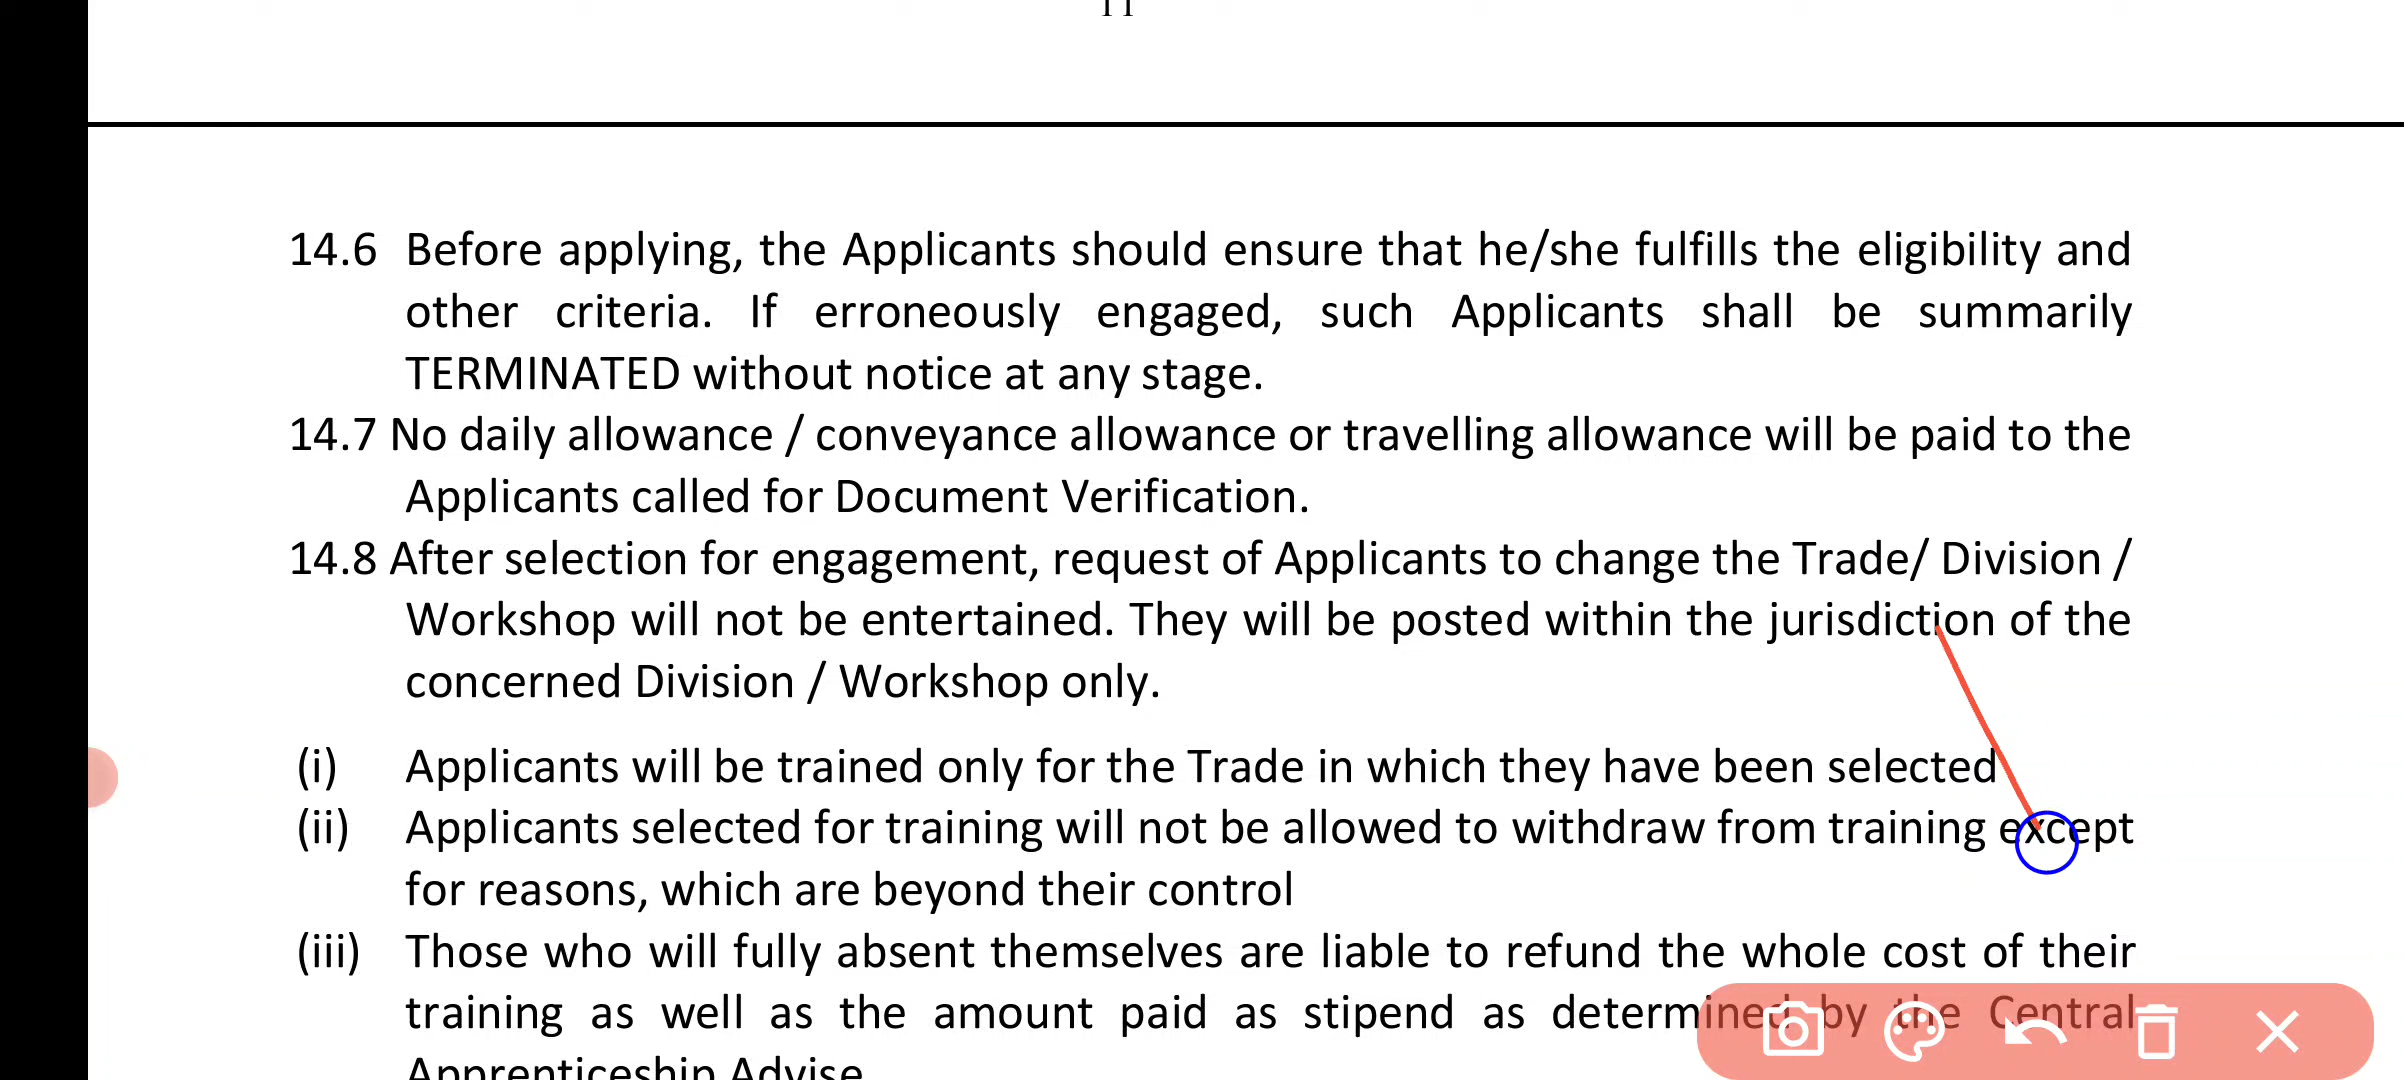 11
14.6 Before applying, the Applicants should ensure that he/she fulfills the eligibility and
other criteria. If erroneously engaged, such Applicants shall be summarily
TERMINATED without notice at any stage.
14.7 No daily allowance / conveyance allowance or travelling allowance will be paid to the
Applicants called for Document Verification.
14.8 After selection for engagement, request of Applicants to change the Trade/ Division /
Workshop will not be entertained. They will be posted within the jurisdiction of the
concerned Division / Workshop only.
(i) Applicants will be trained only for the Trade in which they have been selected
(ii) Applicants selected for training will not be allowed to withdraw from training except
for reasons, which are beyond their control
(iii) Those who will fully absent themselves are liable to refund the whole cost of their
training as well as the amount paid as stipend as determined by the Central
Apprenticeship Advise